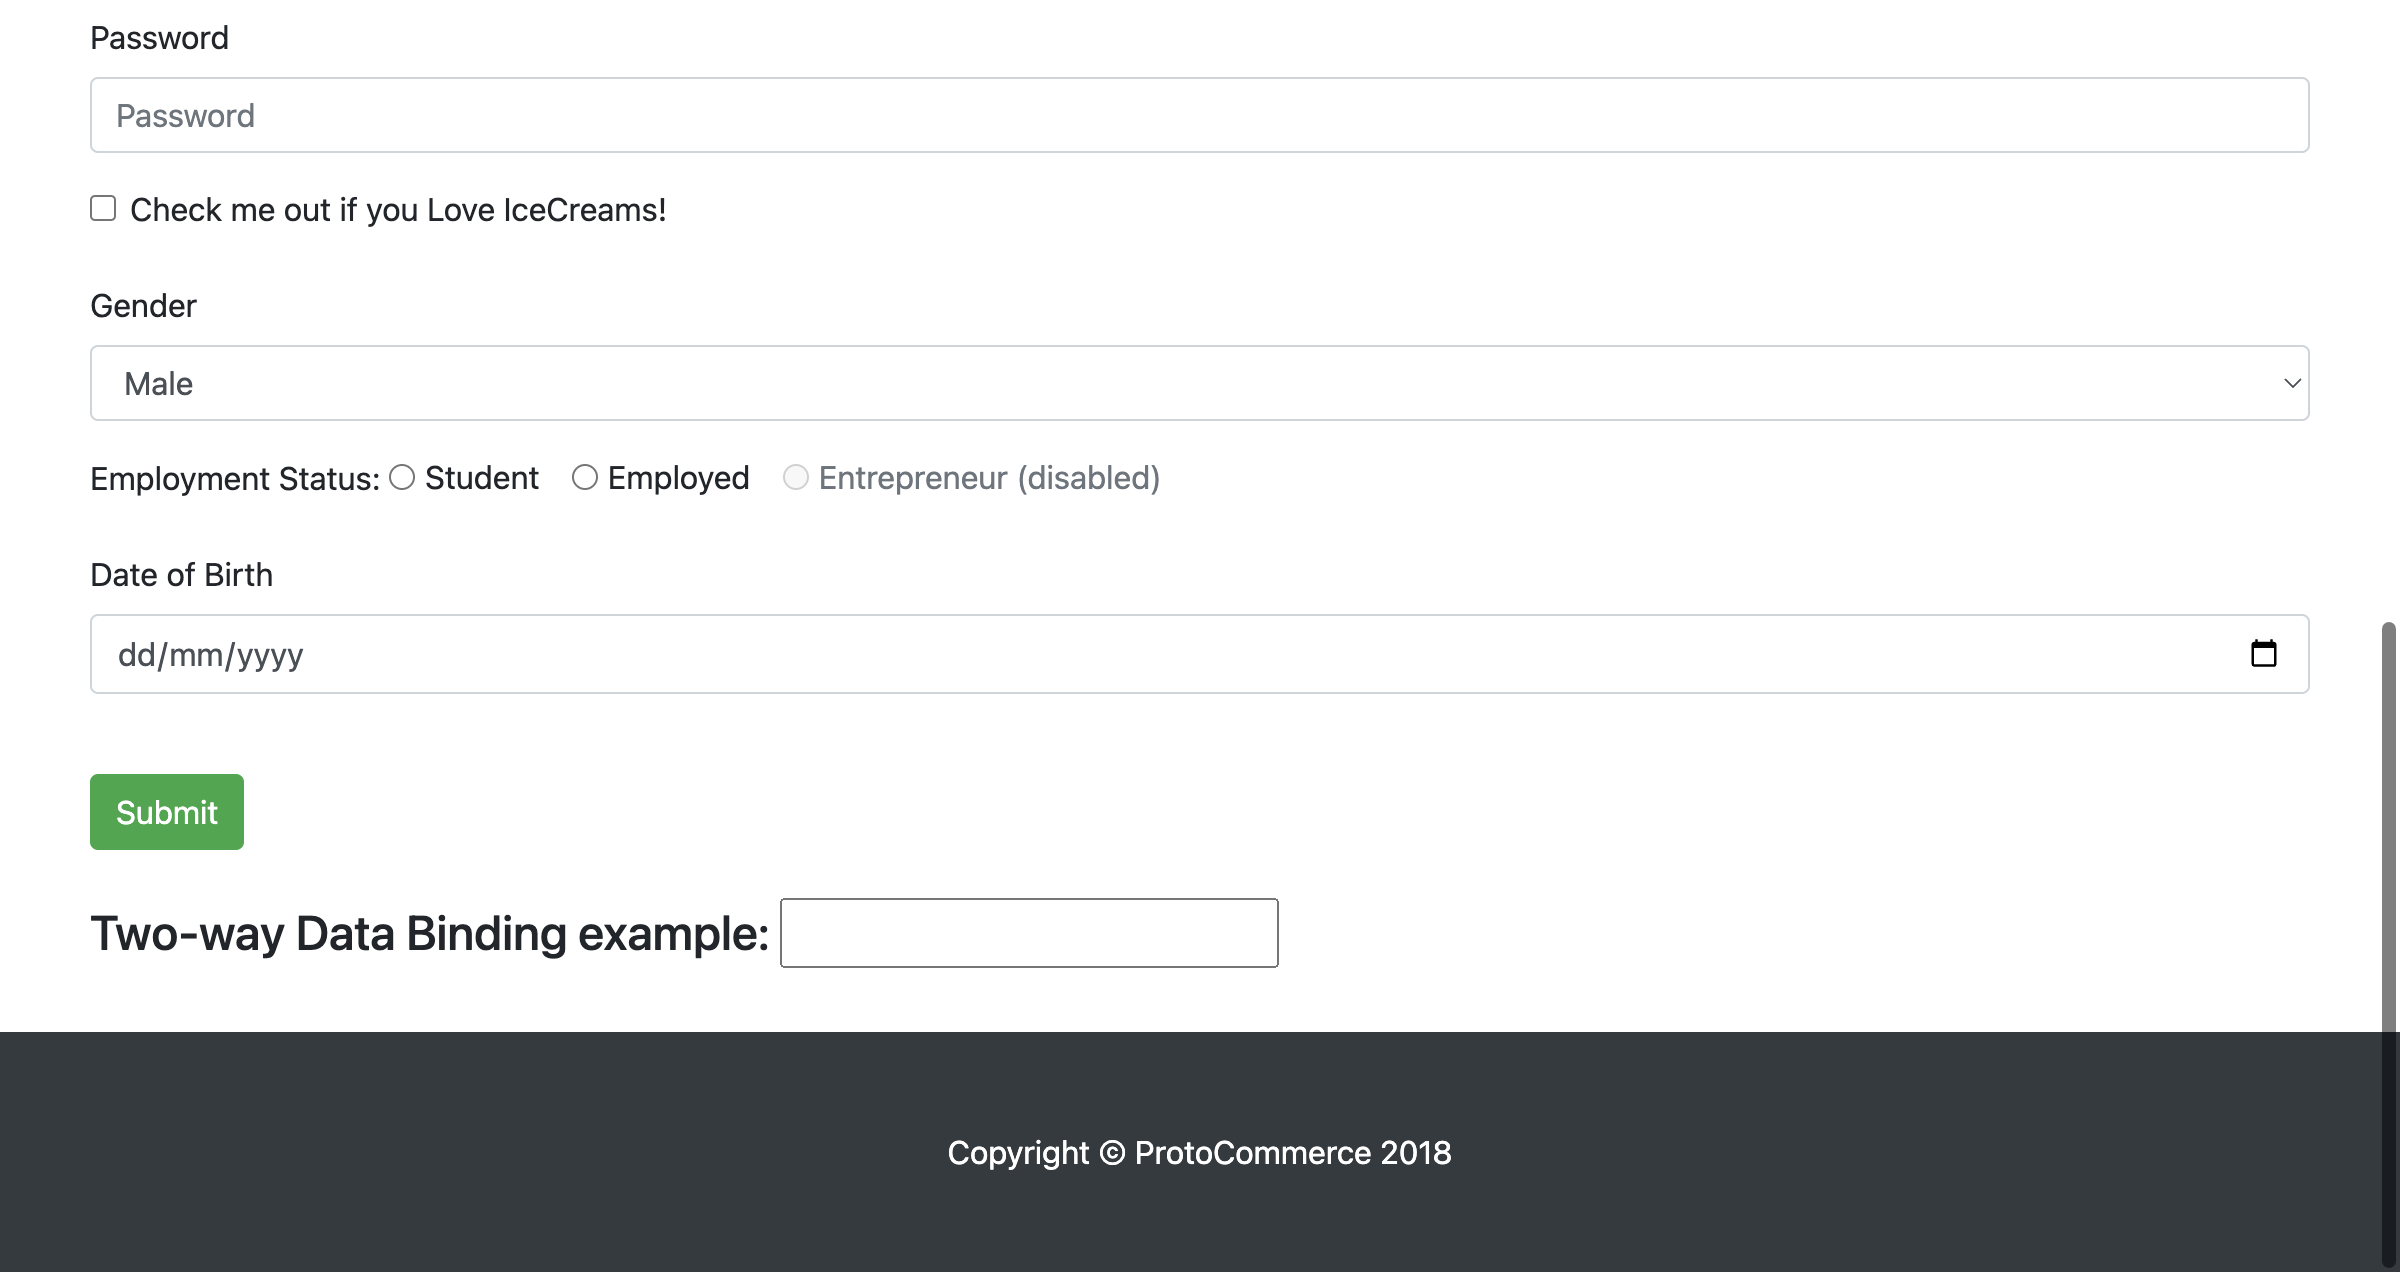 Password
Password
Check me out if you Love IceCreams!
Gender
Male
Employment Status: Student Employed Entrepreneur (disabled)
Date of Birth
dd/mm/yyyy
Submit
Two-way Data Binding example:
Copyright © ProtoCommerce 2018